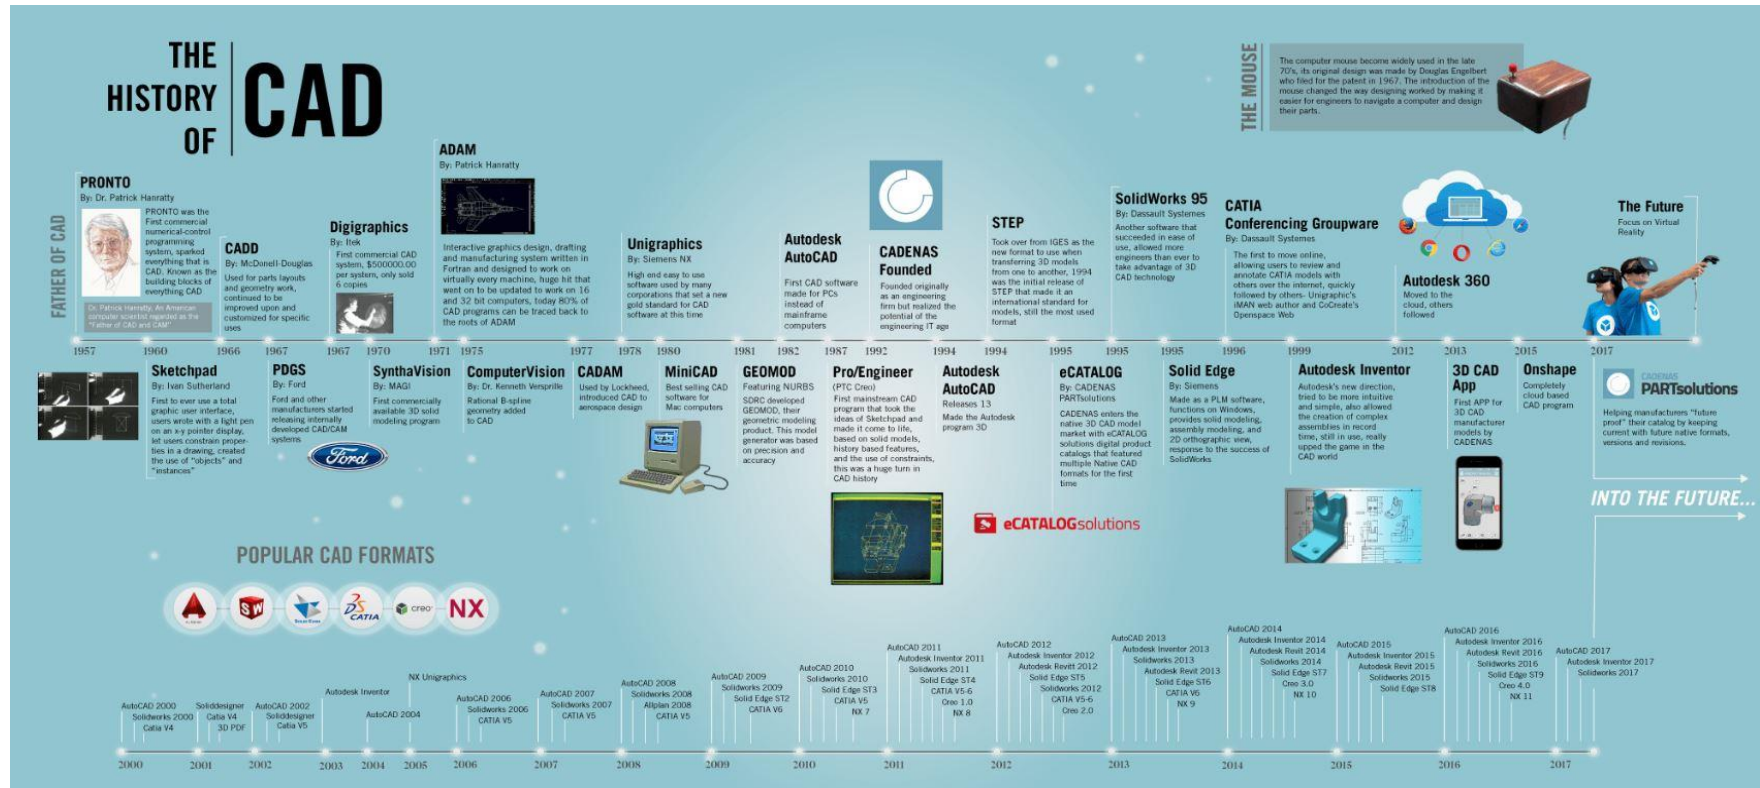 THE
HISTORY
OF
CAD
THE MOUSE
The computer mouse become widely used in the late
70's, its original design was made by Douglas Engelbert
who filed for the patent in 1967. The introduction of the
mouse changed the way designing worked by making it
easier for engineers to navigate a computer and design
their parts.
FATHER OF CAD
PRONTO
By: Dr. Patrick Hanratty
PRONTO was the
First commercial
numerical-control
programming
system, sparked
everything that is
CAD. Known as the
building blocks of
everything CAD
Dr. Patrick Hanratty, An American
computer scientist regarded as the
"Father of CAD and CAM"
CADD
By: McDonell-Douglas
Used for parts layouts
and geometry work,
continued to be
improved upon and
customized for specific
uses
Digigraphics
By: Itek
First commercial CAD
system, $500000.00
per system, only sold
6 copies
ADAM
By: Patrick Hanratty
Interactive graphics design, drafting
and manufacturing system written in
Fortran and designed to work on
virtually every machine, huge hit that
went on to be updated to work on 16
and 32 bit computers, today 80% of
CAD programs can be traced back to
the roots of ADAM
Unigraphics
By: Siemens NX
High end easy to use
software used by many
corporations that set a new
gold standard for CAD
software at this time
Autodesk
AutoCAD
First CAD software
made for PCs
instead of
mainframe
computers
CADENAS
Founded
Founded originally
as an engineering
firm but realized the
potential of the
engineering IT age
STEP
Took over from IGES as the
new format to use when
transferring 3D models
from one to another, 1994
was the initial release of
STEP that made it an
international standard for
models, still the most used
format
SolidWorks 95
By: Dassault Systemes
Another software that
succeeded in ease of
use, allowed more
engineers than ever to
take advantage of 3D
CAD technology
CATIA
Conferencing Groupware
By: Dassault Systemes
The first to move online,
allowing users to review and
annotate CATIA models with
others over the internet, quickly
followed by others- Unigraphic's
iMAN web author and CoCreate's
Openspace Web
Autodesk 360
Moved to the
cloud, others
followed
The Future
Focus on Virtual
Reality
1957 1960 1966 1967 1967 1970 1971 1975 1977 1978 1980 1981 1982 1987 1992 1994 1994 1995 1995 1995 1996 1999 2012 2013 2015 2017
Sketchpad
By: Ivan Sutherland
First to ever use a total
graphic user interface,
users wrote with a light pen
on an x-y pointer display,
let users constrain proper-
ties in a drawing, created
the use of "objects" and
"instances"
PDGS
By: Ford
Ford and other
manufacturers started
releasing internally
developed CAD/CAM
systems
Ford
SynthaVision
By: MAGI
First commercially
available 3D solid
modeling program
ComputerVision
By: Dr. Kenneth Versprille
Rational B-spline
geometry added
to CAD
CADAM
Used by Lockheed,
introduced CAD to
aerospace design
MiniCAD
Best selling CAD
software for
Mac computers
GEOMOD
Featuring NURBS
SDRC developed
GEOMOD, their
geometric modeling
product. This model
generator was based
on precision and
accuracy
Pro/Engineer
(PTC Creo)
First mainstream CAD
program that took the
ideas of Sketchpad and
made it come to life,
based on solid models,
history based features,
and the use of constraints,
this was a huge turn in
CAD history
Autodesk
AutoCAD
Releases 13
Made the Autodesk
program 3D
eCATALOG
By: CADENAS
PARTsolutions
CADENAS enters the
native 3D CAD model
market with eCATALOG
solutions digital product
catalogs that featured
multiple Native CAD
formats for the first
time
eCATALOGsolutions
Solid Edge
By: Siemens
Made as a PLM software,
functions on Windows,
provides solid modeling,
assembly modeling, and
2D orthographic view,
response to the success of
SolidWorks
Autodesk Inventor
Autodesk's new direction,
tried to be more intuitive
and simple, also allowed
the creation of complex
assemblies in record
time, still in use, really
upped the game in the
CAD world
3D CAD
App
First APP for
3D CAD
manufacturer
models by
CADENAS
Onshape
Completely
cloud based
CAD program
CADENAS
PARTsolutions
Helping manufacturers "future
proof" their catalog by keeping
current with future native formats,
versions and revisions.
INTO THE FUTURE...
POPULAR CAD FORMATS
SW
CATIA
creo
NX
AutoCAD 2000
Solidworks 2000
Catia V4
Soliddesigner
Catia V4
3D PDF
AutoCAD 2002
Soliddesigner
Catia V5
Autodesk Inventor
AutoCAD 2004
NX Unigraphics
AutoCAD 2006
Solidworks 2006
CATIA V5
AutoCAD 2007
Solidworks 2007
CATIA V5
AutoCAD 2008
Solidworks 2008
Allplan 2008
CATIA V5
AutoCAD 2009
Solidworks 2009
Solid Edge ST2
CATIA V6
AutoCAD 2010
Solidworks 2010
Solid Edge ST3
CATIA V5
NX 7
AutoCAD 2011
Autodesk Inventor 2011
Solidworks 2011
Solid Edge ST4
CATIA V5-6
Creo 1.0
NX 8
AutoCAD 2012
Autodesk Inventor 2012
Autodesk Revitt 2012
Solid Edge ST5
Solidworks 2012
CATIA V5-6
Creo 2.0
AutoCAD 2013
Autodesk Inventor 2013
Solidworks 2013
Autodesk Revit 2013
Solid Edge ST6
CATIA V6
NX 9
AutoCAD 2014
Autodesk Inventor 2014
Autodesk Revit 2014
Solidworks 2014
Solid Edge ST7
Creo 3.0
NX 10
AutoCAD 2015
Autodesk Inventor 2015
Autodesk Revit 2015
Solidworks 2015
Solid Edge ST8
AutoCAD 2016
Autodesk Inventor 2016
Autodesk Revit 2016
Solidworks 2016
Solid Edge ST9
Creo 4.0
NX 11
AutoCAD 2017
Autodesk Inventor 2017
Solidworks 2017
2000 2001 2002 2003 2004 2005 2006 2007 2008 2009 2010 2011 2012 2013 2014 2015 2016 2017